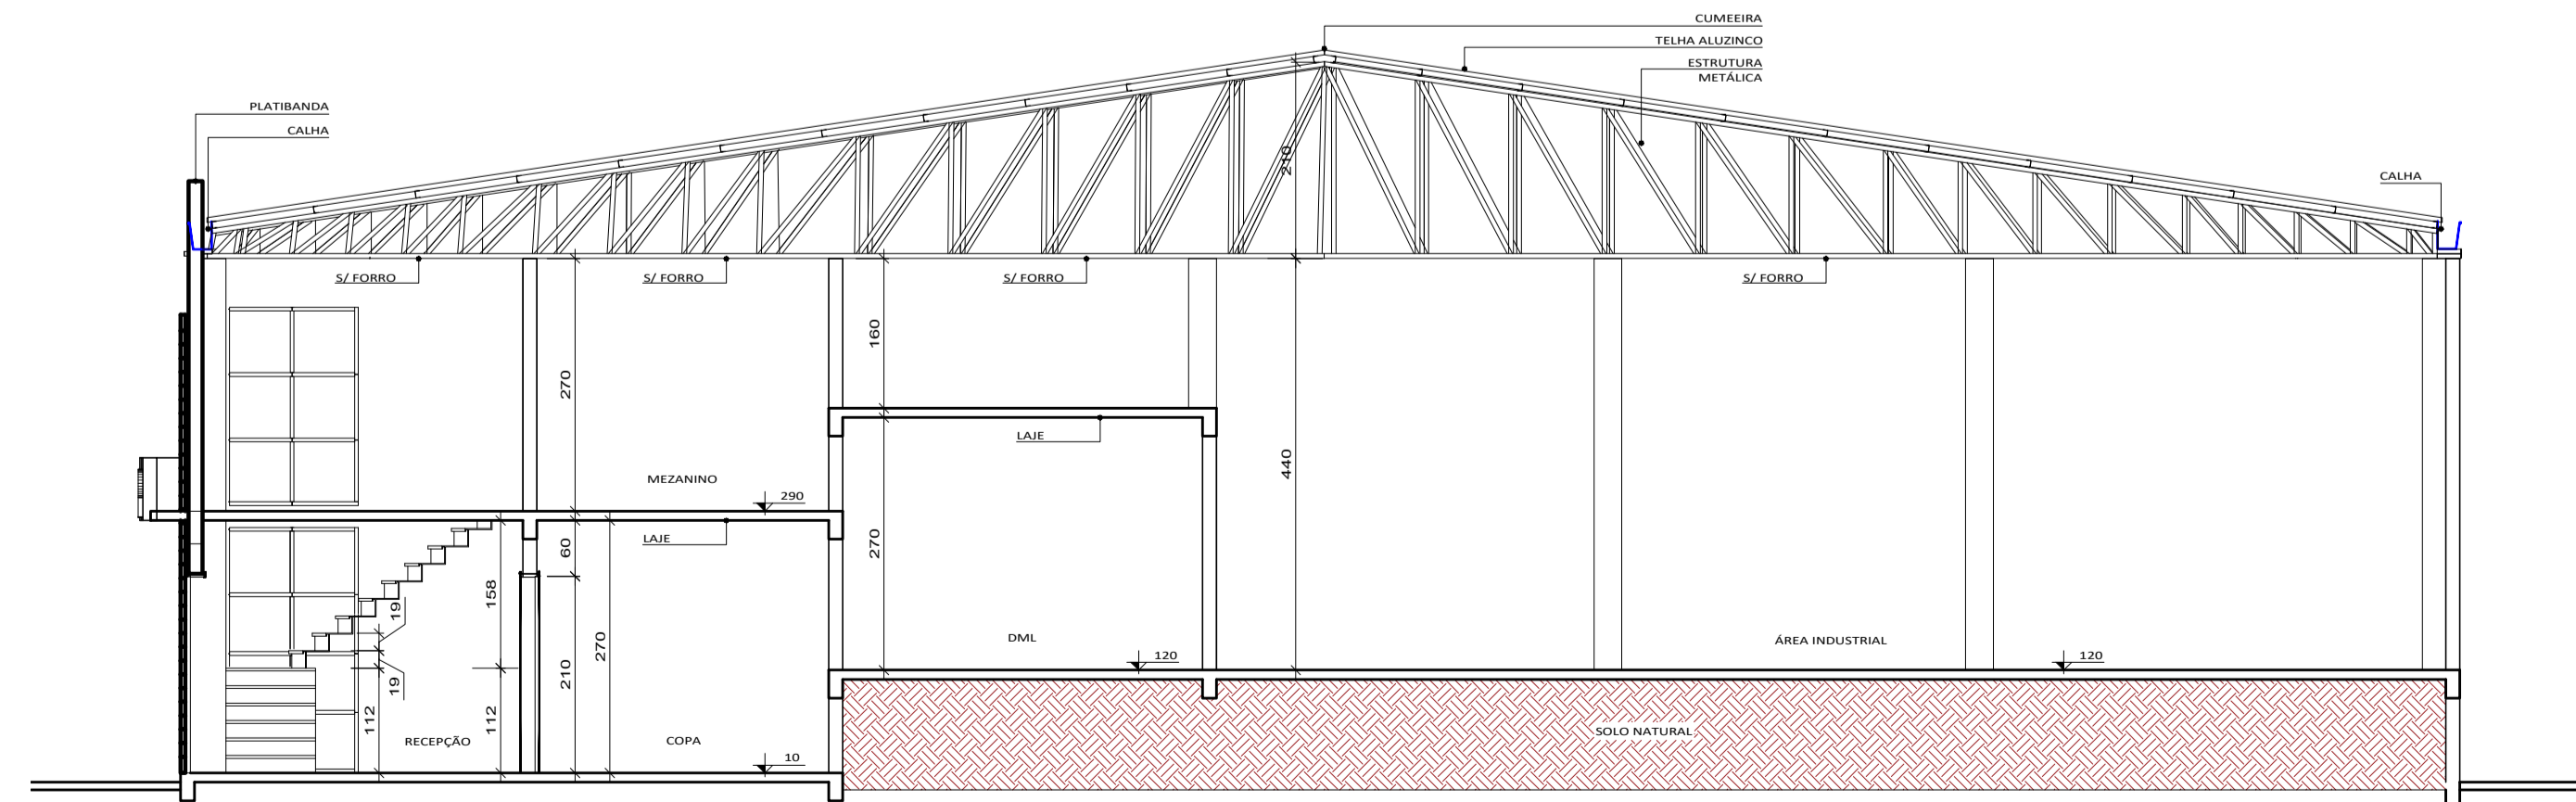 CUMEEIRA
TELHA ALUZINCO
ESTRUTURA
METÁLICA
PLATIBANDA
CALHA
210
CALHA
S/ FORRO
S/ FORRO
S/ FORRO
S/ FORRO
160
270
LAJE
440
MEZANINO
290
LAJE
60
270
158
19
270
210
19
112
112
DML
120
ÁREA INDUSTRIAL
120
RECEPÇÃO
COPA
10
SOLO NATURAL